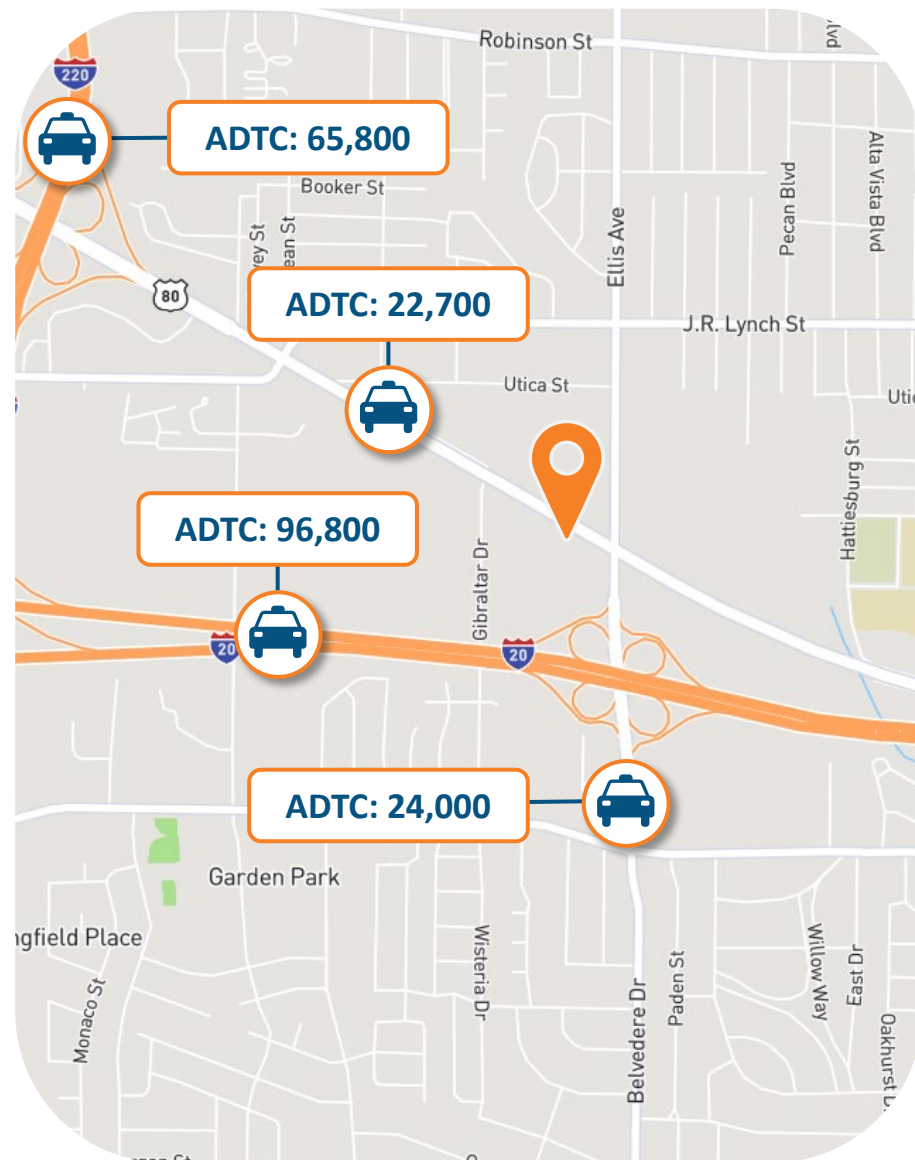 Robinson St
220
ADTC: 65,800
Booker St
Alta Vista Blvd
Pecan Blvd
Ellis Ave
80
ADTC: 22,700
J.R. Lynch St
Utica St
Hattiesburg St
ADTC: 96,800
Gibraltar Dr
20
20
ADTC: 24,000
Garden Park
Wisteria Dr
Monaco St
Belvedere Dr
Paden St
Willow Way
East Dr